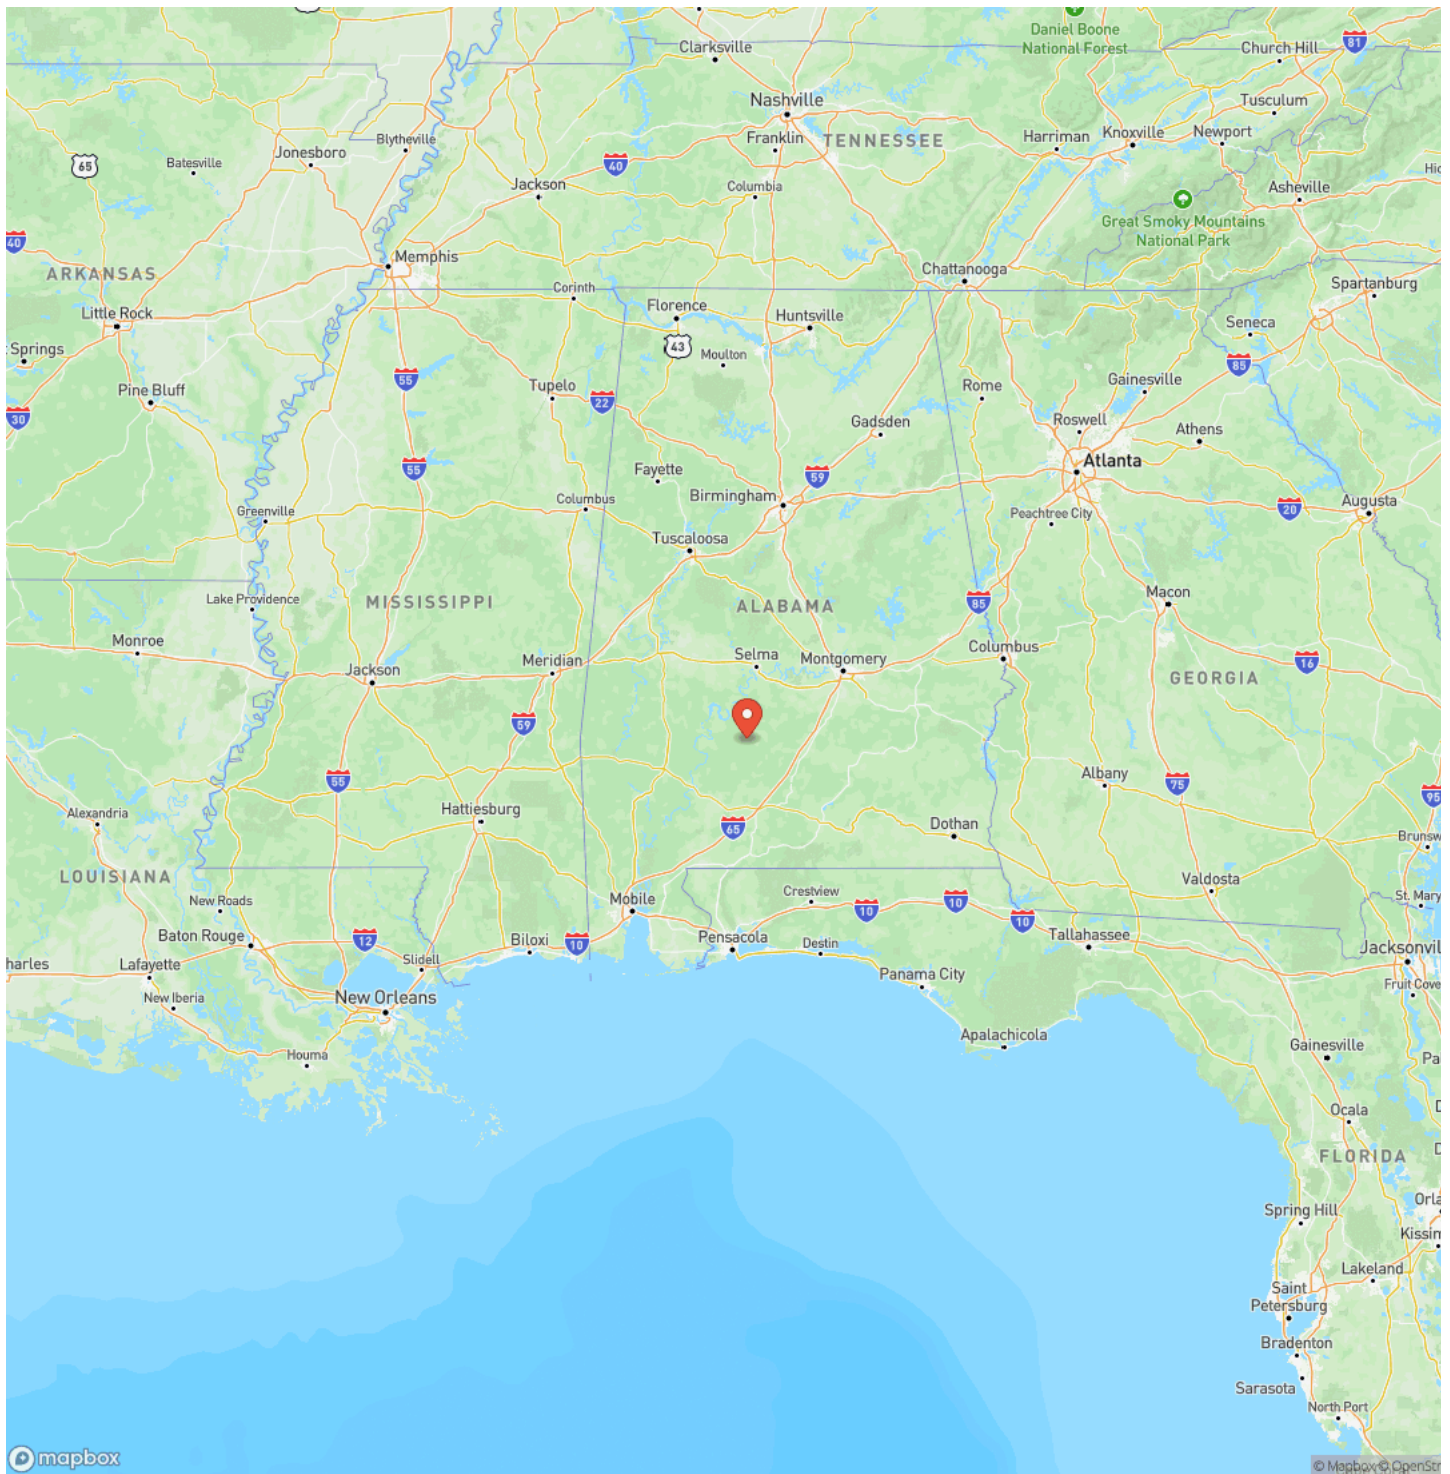 Daniel Boone
National Forest
Clarksville
Church Hill
81
Nashville
Tusculum
Franklin
TENNESSEE
Harriman
Knoxville
Newport
Blytheville
Jonesboro
65
Batesville
40
Jackson
Columbia
Asheville
Great Smoky Mountains
National Park
40
Memphis
ARKANSAS
Chattanooga
Corinth
Spartanburg
Little Rock
Florence
Huntsville
Seneca
Springs
43
Moulton
85
55
Pine Bluff
Tupelo
22
Rome
Gainesville
30
Gadsden
Roswell
Athens
Atlanta
55
Fayette
59
Birmingham
Columbus
Greenville
Peachtree City
20
Augusta
Tuscaloosa
Lake Providence
MISSISSIPPI
ALABAMA
85
Macon
Monroe
Jackson
Meridian
Selma
Montgomery
Columbus
16
GEORGIA
59
55
Albany
75
95
Alexandria
Hattiesburg
65
Dothan
Brunsw
LOUISIANA
New Roads
Mobile
Crestview
10
10
10
Valdosta
St. Mary
Baton Rouge
12
Biloxi
10
Pensacola
Destin
Tallahassee
Jacksonvil
harles
Lafayette
Slidell
Panama City
Fruit Cove
New Iberia
New Orleans
Apalachicola
Gainesville
Houma
Pa
Ocala
FLORIDA
Orla
Spring Hill
Kissim
Lakeland
Saint
Petersburg
Bradenton
Sarasota
North Port
mapbox
© Mapbox © OpenStr